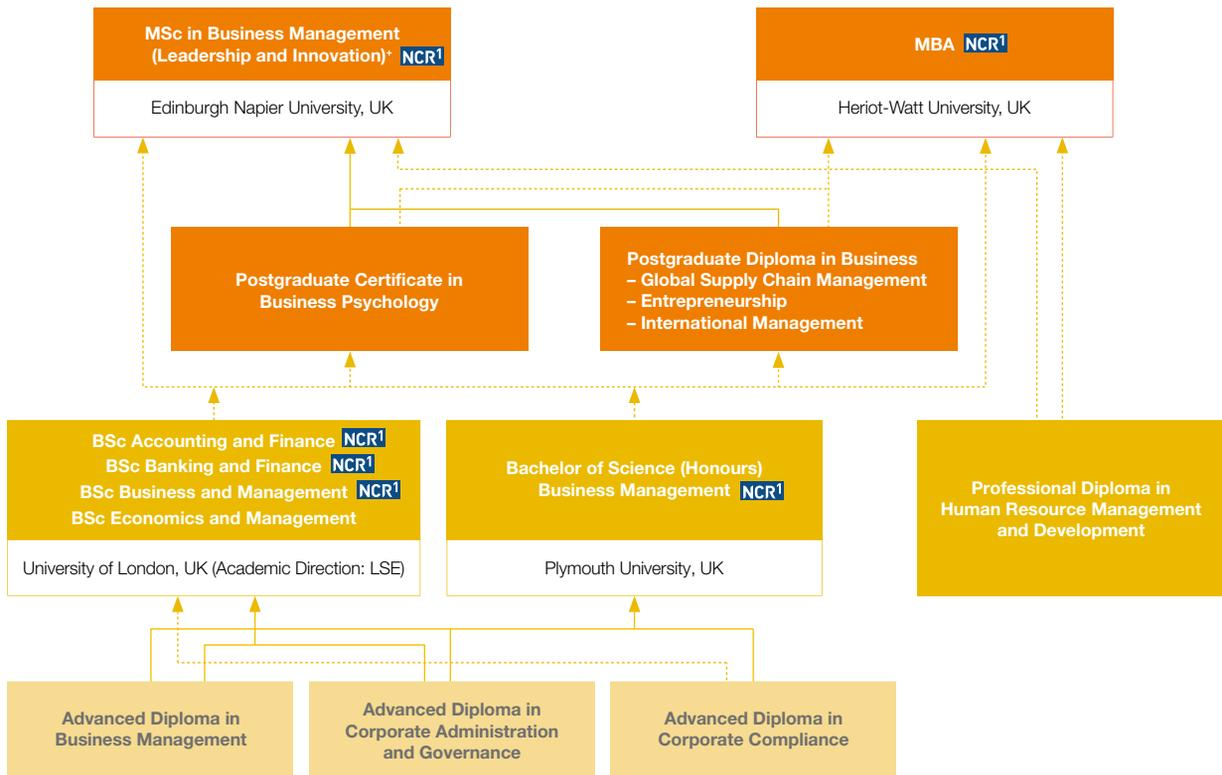 MSc in Business Management
(Leadership and Innovation)+ NCR1
Edinburgh Napier University, UK
MBA NCR1
Heriot-Watt University, UK
Postgraduate Certificate in
Business Psychology
Postgraduate Diploma in Business
– Global Supply Chain Management
– Entrepreneurship
– International Management
BSc Accounting and Finance NCR1
BSc Banking and Finance NCR1
BSc Business and Management NCR1
BSc Economics and Management
University of London, UK (Academic Direction: LSE)
Bachelor of Science (Honours)
Business Management NCR1
Plymouth University, UK
Professional Diploma in
Human Resource Management
and Development
Advanced Diploma in
Business Management
Advanced Diploma in
Corporate Administration
and Governance
Advanced Diploma in
Corporate Compliance